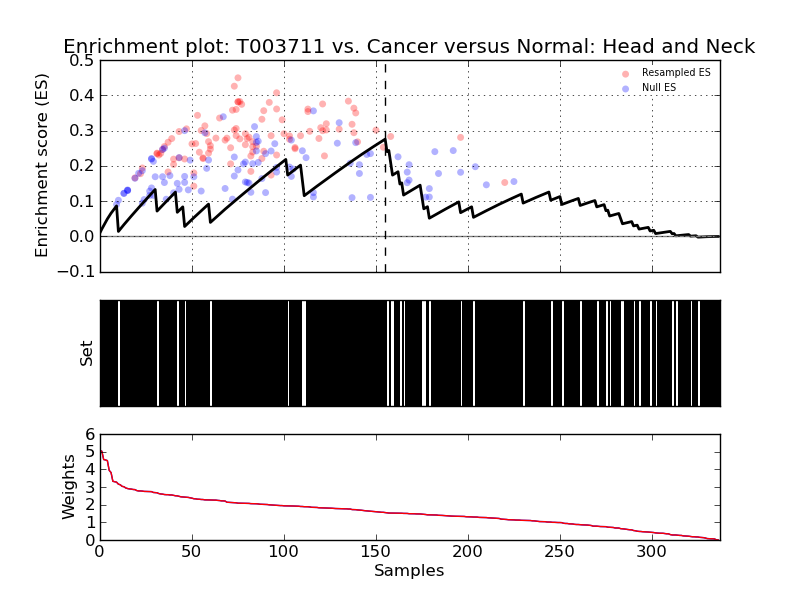 Enrichment plot: T003711 vs. Cancer versus Normal: Head and Neck
0.5
0.4
0.3
0.2
0.1
0.0
−0.1
Enrichment score (ES)
Resampled ES
Null ES
Set
6
5
4
3
2
1
0
Weights
0 50 100 150 200 250 300
Samples